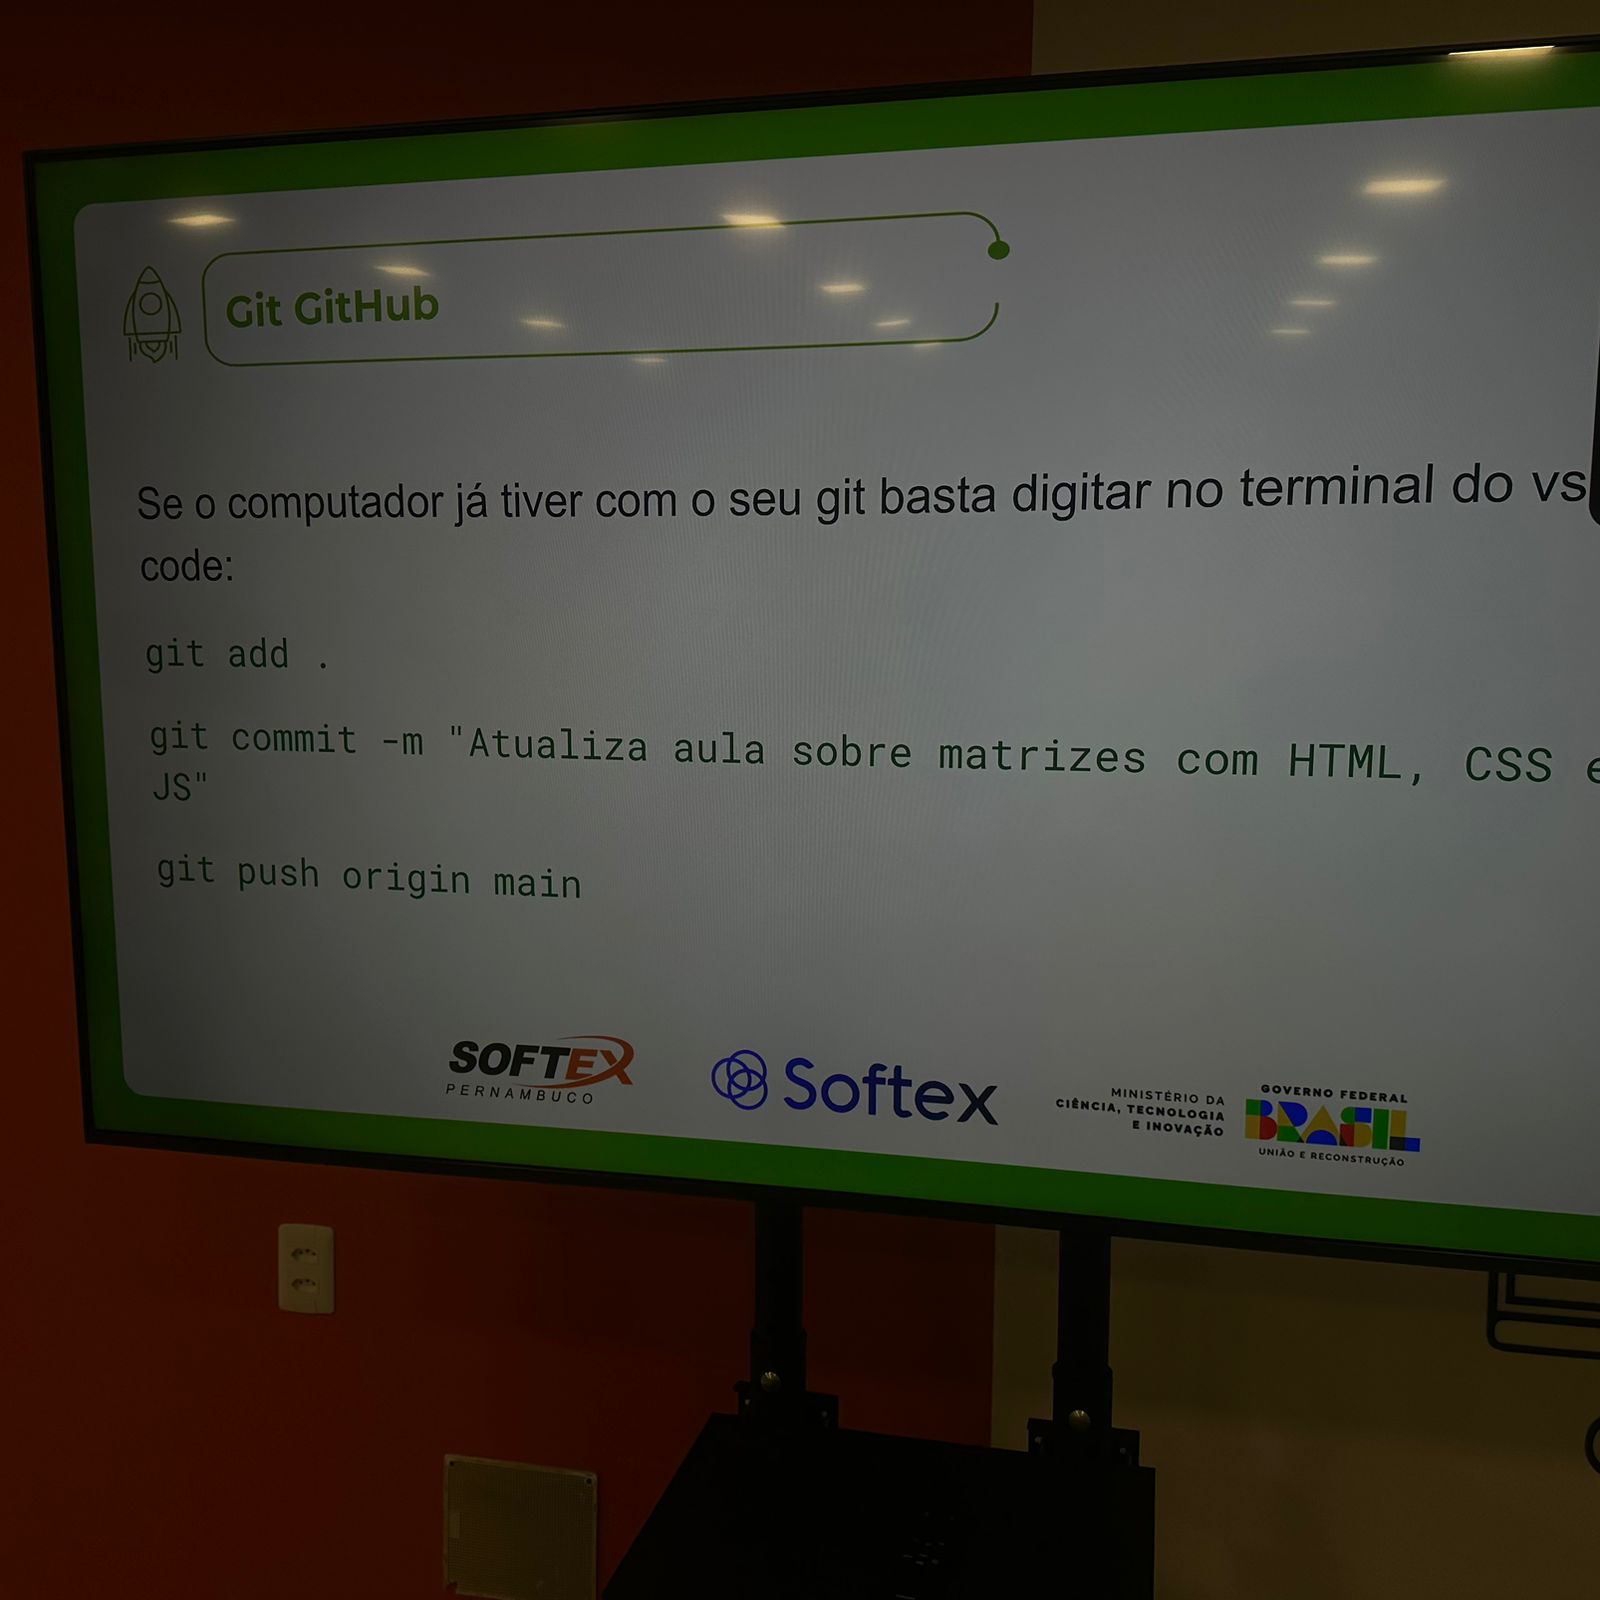 Git GitHub
Se o computador já tiver com o seu git basta digitar no terminal do vs
code:
git add .
git commit -m "Atualiza aula sobre matrizes com HTML, CSS e
JS"
git push origin main
SOFTEX
PERNAMBUCO
Softex
MINISTÉRIO DA
CIÊNCIA, TECNOLOGIA
E INOVAÇÃO
GOVERNO FEDERAL
BRASIL
UNIÃO E RECONSTRUÇÃO